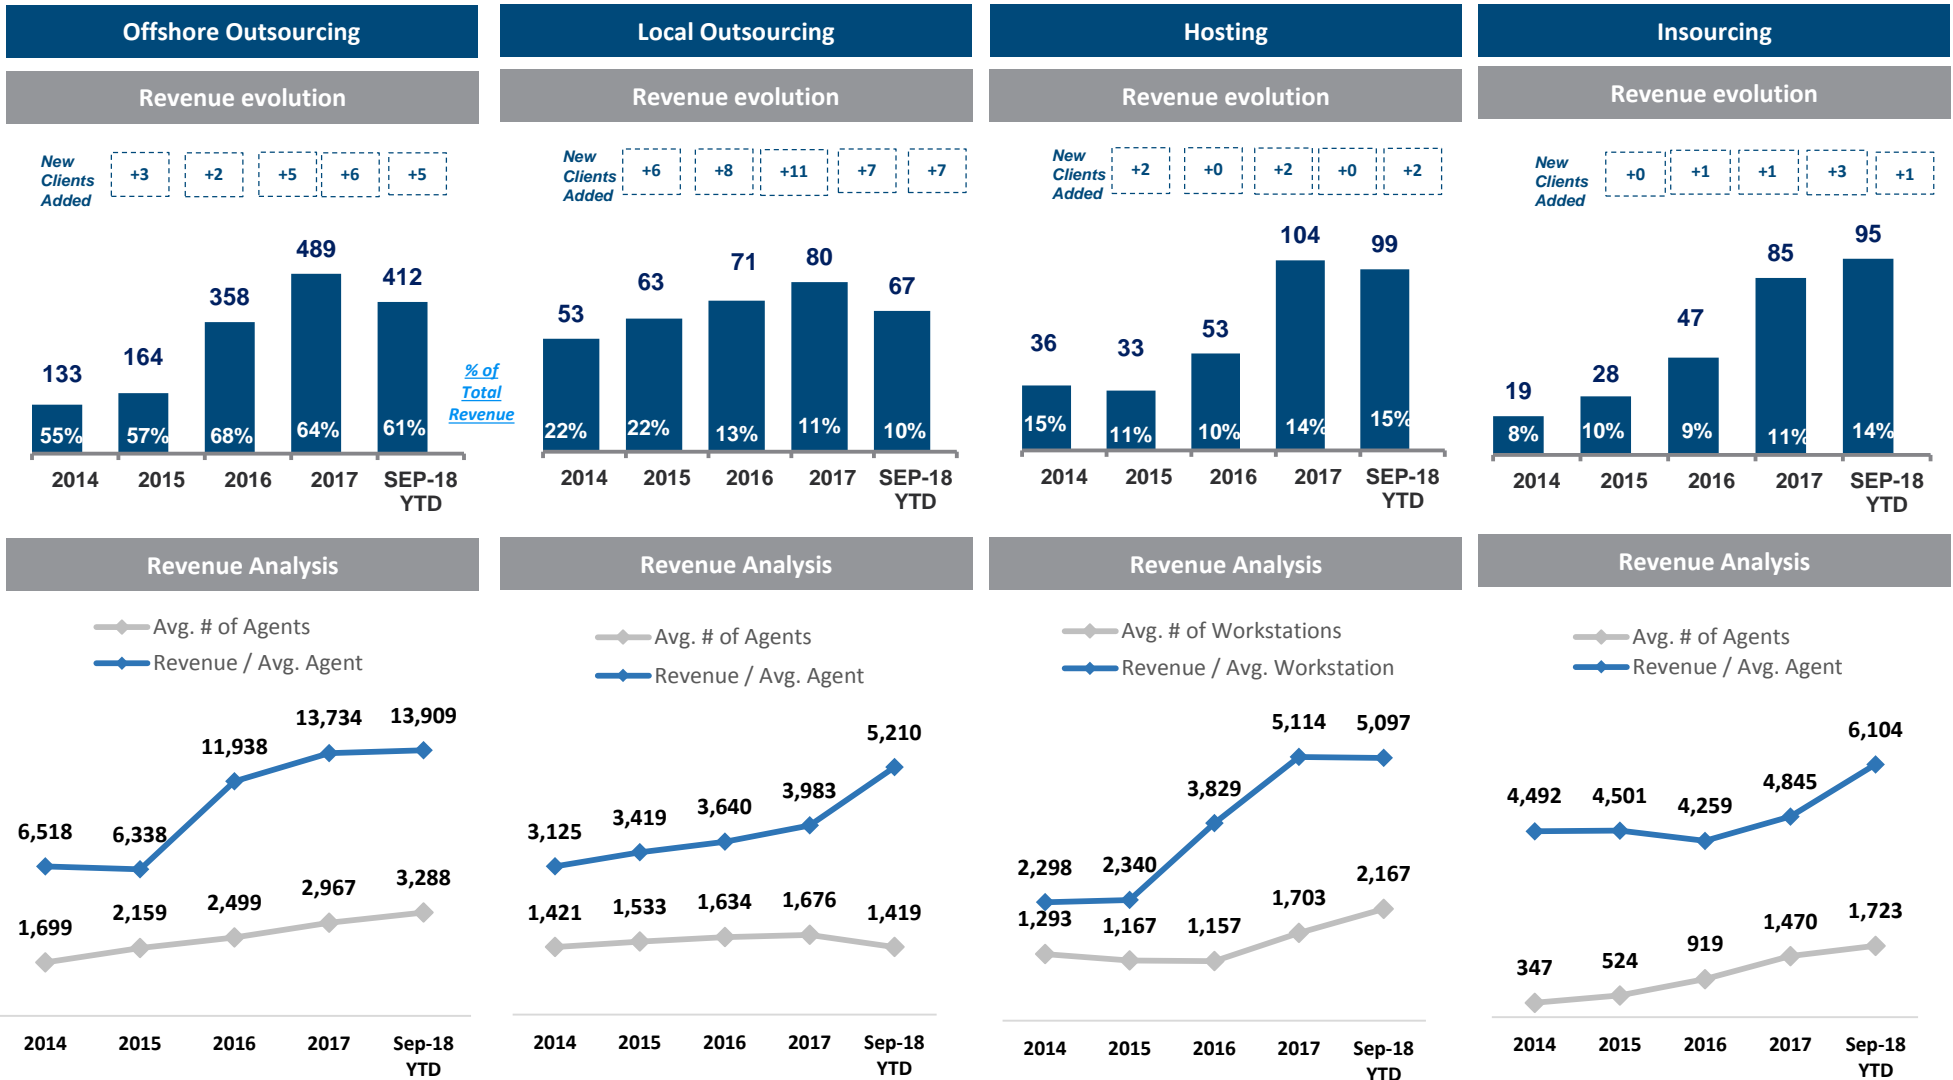 Offshore Outsourcing
Revenue evolution
New
Clients
Added
+3 +2 +5 +6 +5
133 164 358 489 412
55% 57% 68% 64% 61%
2014 2015 2016 2017 SEP-18
YTD
% of
Total
Revenue
Local Outsourcing
Revenue evolution
New
Clients
Added
+6 +8 +11 +7 +7
53 63 71 80 67
22% 22% 13% 11% 10%
2014 2015 2016 2017 SEP-18
YTD
Hosting
Revenue evolution
New
Clients
Added
+2 +0 +2 +0 +2
36 33 53 104 99
15% 11% 10% 14% 15%
2014 2015 2016 2017 SEP-18
YTD
Insourcing
Revenue evolution
New
Clients
Added
+0 +1 +1 +3 +1
19 28 47 85 95
8% 10% 9% 11% 14%
2014 2015 2016 2017 SEP-18
YTD
Revenue Analysis
Avg. # of Agents
Revenue / Avg. Agent
6,518 6,338 11,938 13,734 13,909
1,699 2,159 2,499 2,967 3,288
2014 2015 2016 2017 Sep-18
YTD
Revenue Analysis
Avg. # of Agents
Revenue / Avg. Agent
3,125 3,419 3,640 3,983 5,210
1,421 1,533 1,634 1,676 1,419
2014 2015 2016 2017 Sep-18
YTD
Revenue Analysis
Avg. # of Workstations
Revenue / Avg. Workstation
2,298 2,340 3,829 5,114 5,097
1,293 1,167 1,157 1,703 2,167
2014 2015 2016 2017 Sep-18
YTD
Revenue Analysis
Avg. # of Agents
Revenue / Avg. Agent
4,492 4,501 4,259 4,845 6,104
347 524 919 1,470 1,723
2014 2015 2016 2017 Sep-18
YTD